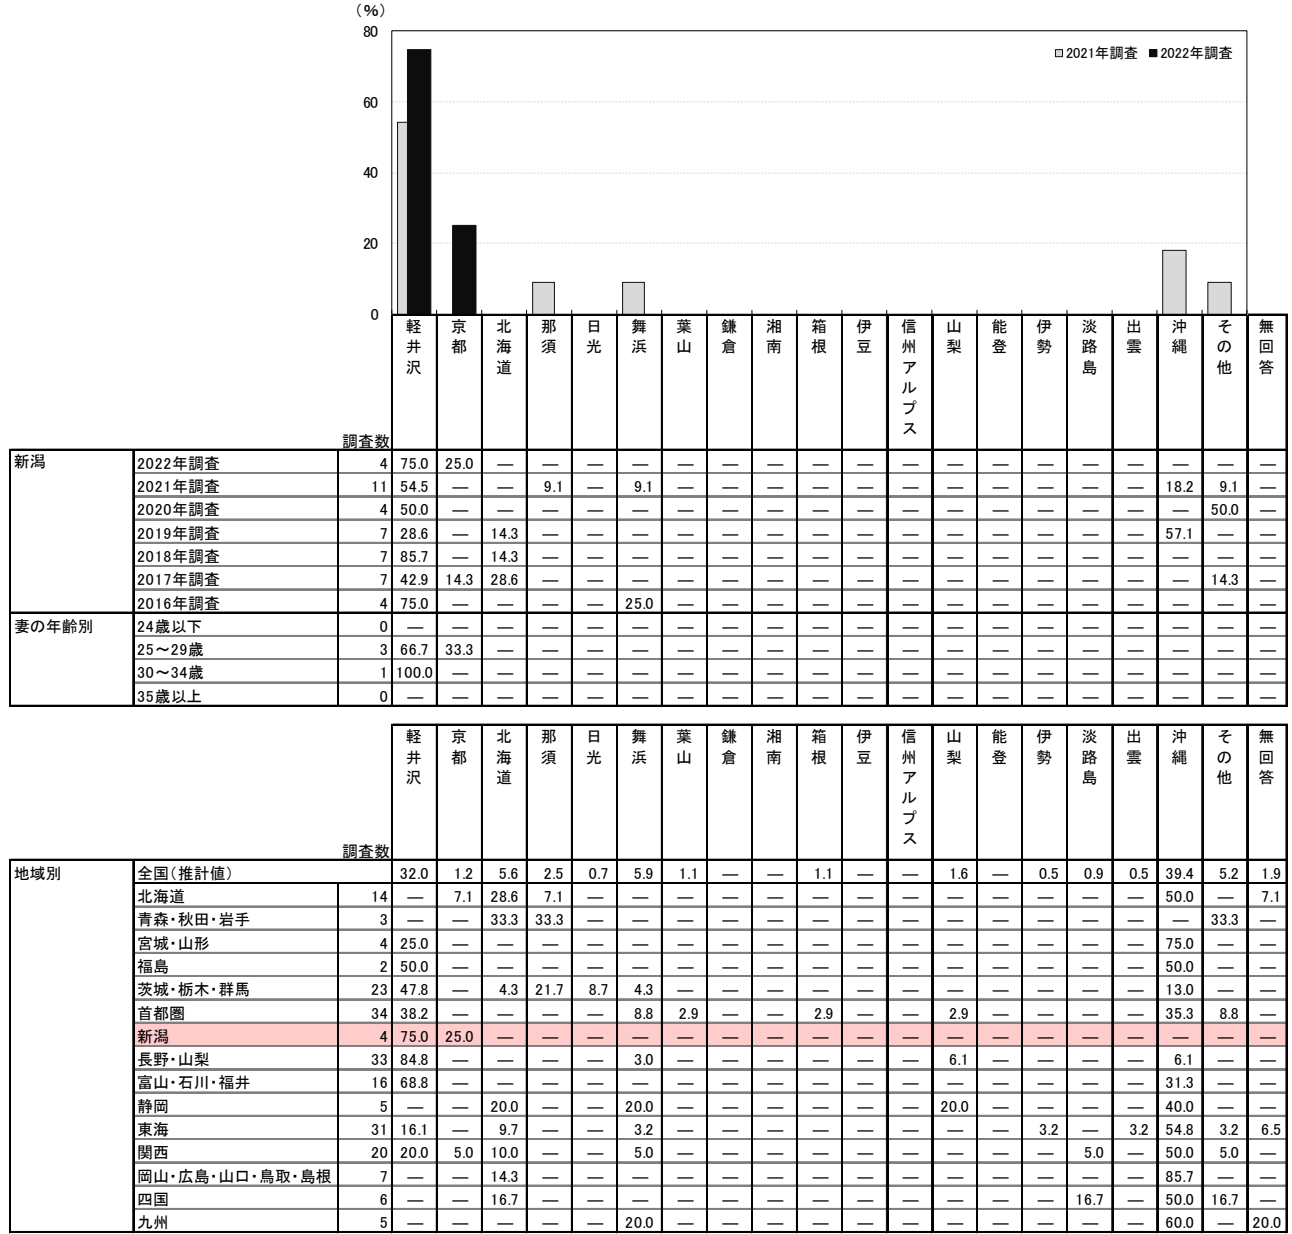 (%)
80
□2021年調査 ■2022年調査
60
40
20
0
軽井沢 京都 北海道 那須 日光 舞浜 葉山 鎌倉 湘南 箱根 伊豆 信州アルプス 山梨 能登 伊勢 淡路島 出雲 沖縄 その他 無回答
調査数
新潟 2022年調査 4 75.0 25.0 — — — — — — — — — — — — — — — — — —
2021年調査 11 54.5 — — 9.1 — 9.1 — — — — — — — — — — — 18.2 9.1 —
2020年調査 4 50.0 — — — — — — — — — — — — — — — — — 50.0 —
2019年調査 7 28.6 — 14.3 — — — — — — — — — — — — — — 57.1 — —
2018年調査 7 85.7 — 14.3 — — — — — — — — — — — — — — — — —
2017年調査 7 42.9 14.3 28.6 — — — — — — — — — — — — — — — 14.3 —
2016年調査 4 75.0 — — — — 25.0 — — — — — — — — — — — — — —
妻の年齢別 24歳以下 0 — — — — — — — — — — — — — — — — — — — —
25～29歳 3 66.7 33.3 — — — — — — — — — — — — — — — — — —
30～34歳 1 100.0 — — — — — — — — — — — — — — — — — — —
35歳以上 0 — — — — — — — — — — — — — — — — — — — —
軽井沢 京都 北海道 那須 日光 舞浜 葉山 鎌倉 湘南 箱根 伊豆 信州アルプス 山梨 能登 伊勢 淡路島 出雲 沖縄 その他 無回答
調査数
地域別 全国(推計値) 32.0 1.2 5.6 2.5 0.7 5.9 1.1 — — 1.1 — — 1.6 — 0.5 0.9 0.5 39.4 5.2 1.9
北海道 14 — 7.1 28.6 7.1 — — — — — — — — — — — — — 50.0 — 7.1
青森・秋田・岩手 3 — — 33.3 33.3 — — — — — — — — — — — — — — 33.3 —
宮城・山形 4 25.0 — — — — — — — — — — — — — — — — 75.0 — —
福島 2 50.0 — — — — — — — — — — — — — — — — 50.0 — —
茨城・栃木・群馬 23 47.8 — 4.3 21.7 8.7 4.3 — — — — — — — — — — — 13.0 — —
首都圏 34 38.2 — — — — 8.8 2.9 — — 2.9 — — 2.9 — — — — 35.3 8.8 —
新潟 4 75.0 25.0 — — — — — — — — — — — — — — — — — —
長野・山梨 33 84.8 — — — — 3.0 — — — — — — 6.1 — — — — 6.1 — —
富山・石川・福井 16 68.8 — — — — — — — — — — — — — — — — 31.3 — —
静岡 5 — — 20.0 — — 20.0 — — — — — — 20.0 — — — — 40.0 — —
東海 31 16.1 — 9.7 — — 3.2 — — — — — — — — 3.2 — 3.2 54.8 3.2 6.5
関西 20 20.0 5.0 10.0 — — 5.0 — — — — — — — — — 5.0 — 50.0 5.0 —
岡山・広島・山口・鳥取・島根 7 — — 14.3 — — — — — — — — — — — — — — 85.7 — —
四国 6 — — 16.7 — — — — — — — — — — — — 16.7 — 50.0 16.7 —
九州 5 — — — — — 20.0 — — — — — — — — — — — 60.0 — 20.0